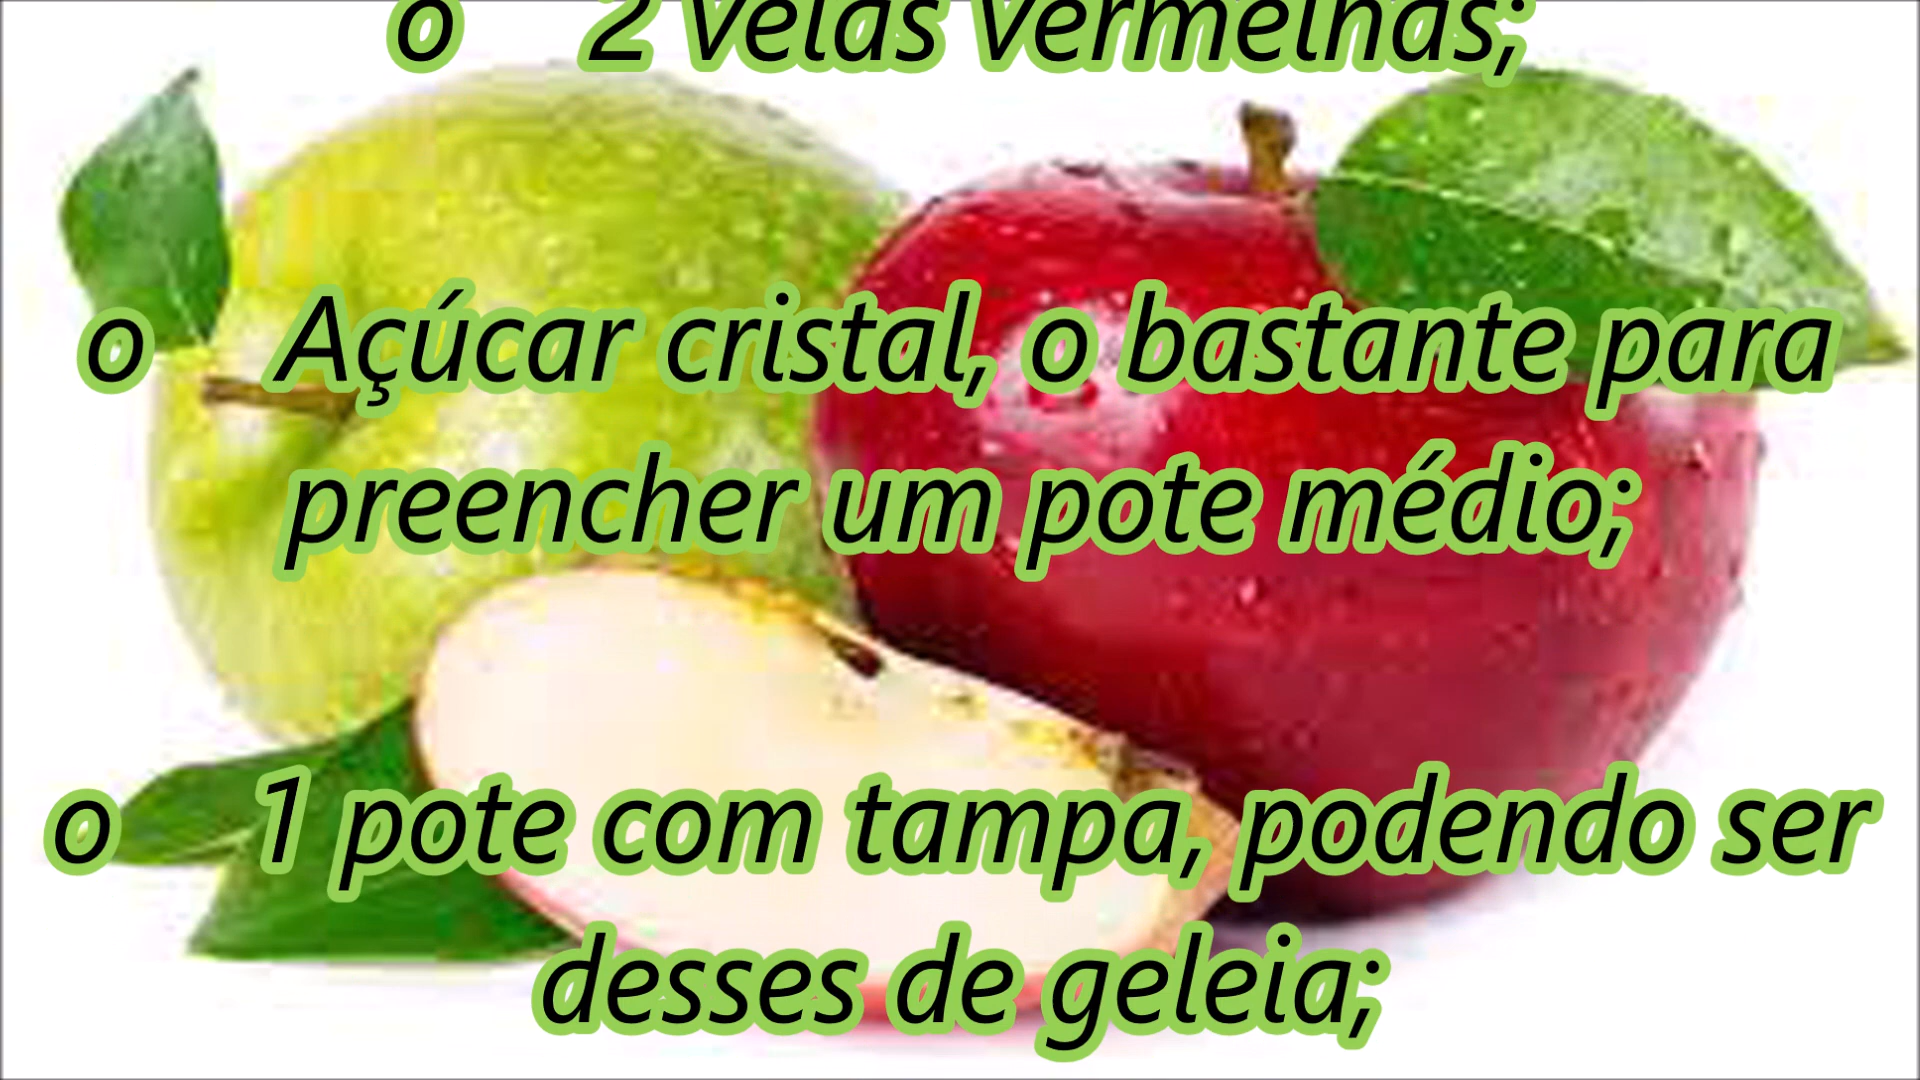 o 2 velas vermelhas;
o Açúcar cristal, o bastante para
preencher um pote médio;
o 1 pote com tampa, podendo ser
desses de geleia;